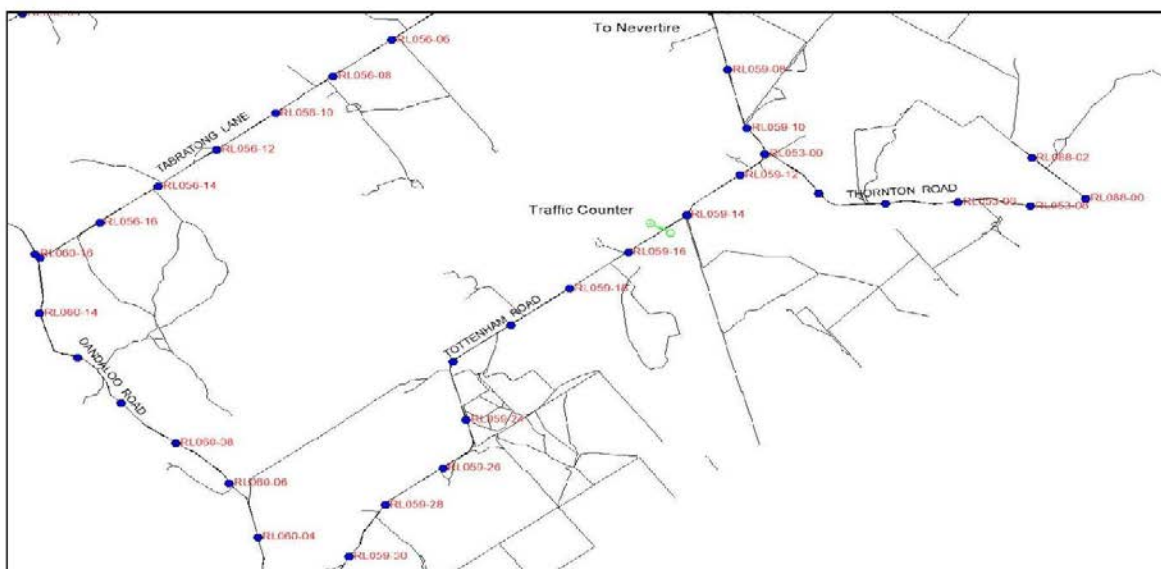 To Nevertire
RL056-06
RL056-08
RL059-08
RL056-10
RL059-10
TABRATONG LANE
RL056-12
RL053-00
RL088-02
RL059-12
RL056-14
THORNTON ROAD
RL088-00
RL053-08
Traffic Counter
RL059-14
RL056-16
RL059-16
RL060-16
RL059-18
RL060-14
TOTTENHAM ROAD
DANDALOO ROAD
RL059-24
RL060-08
RL059-26
RL060-06
RL059-28
RL060-04
RL059-30